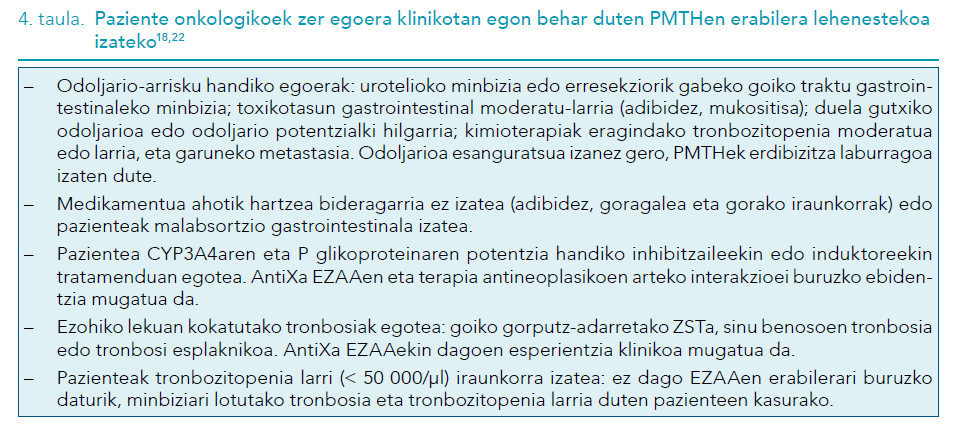 4. taula. Paziente onkologikoek zer egoera klinikotan egon behar duten PMTHen erabilera lehenestekoa
izateko18,22
– Odoljario-arrisku handiko egoerak: urotelioko minbizia edo erresekziorik gabeko goiko traktu gastroin-
testinaleko minbizia; toxikotasun gastrointestinal moderatu-larria (adibidez, mukositisa); duela gutxiko
odoljarioa edo odoljario potentzialki hilgarria; kimioterapiak eragindako tronbozitopenia moderatua
edo larria, eta garuneko metastasia. Odoljarioa esanguratsua izanez gero, PMTHek erdibizitza laburragoa
izaten dute.
– Medikamentua ahotik hartzea bideragarria ez izatea (adibidez, goragalea eta gorako iraunkorrak) edo
pazienteak malabsortzio gastrointestinala izatea.
– Pazientea CYP3A4aren eta P glikoproteinaren potentzia handiko inhibitzaileekin edo induktoreekin
tratamenduan egotea. AntiXa EZAAen eta terapia antineoplasikoen arteko interakzioei buruzko ebiden-
tzia mugatua da.
– Ezohiko lekuan kokatutako tronbosiak egotea: goiko gorputz-adarretako ZSTa, sinu benosoen tronbosia
edo tronbosi esplaknikoa. AntiXa EZAAekin dagoen esperientzia klinikoa mugatua da.
– Pazienteak tronbozitopenia larri (< 50 000/µl) iraunkorra izatea: ez dago EZAAen erabilerari buruzko
daturik, minbiziari lotutako tronbosia eta tronbozitopenia larria duten pazienteen kasurako.